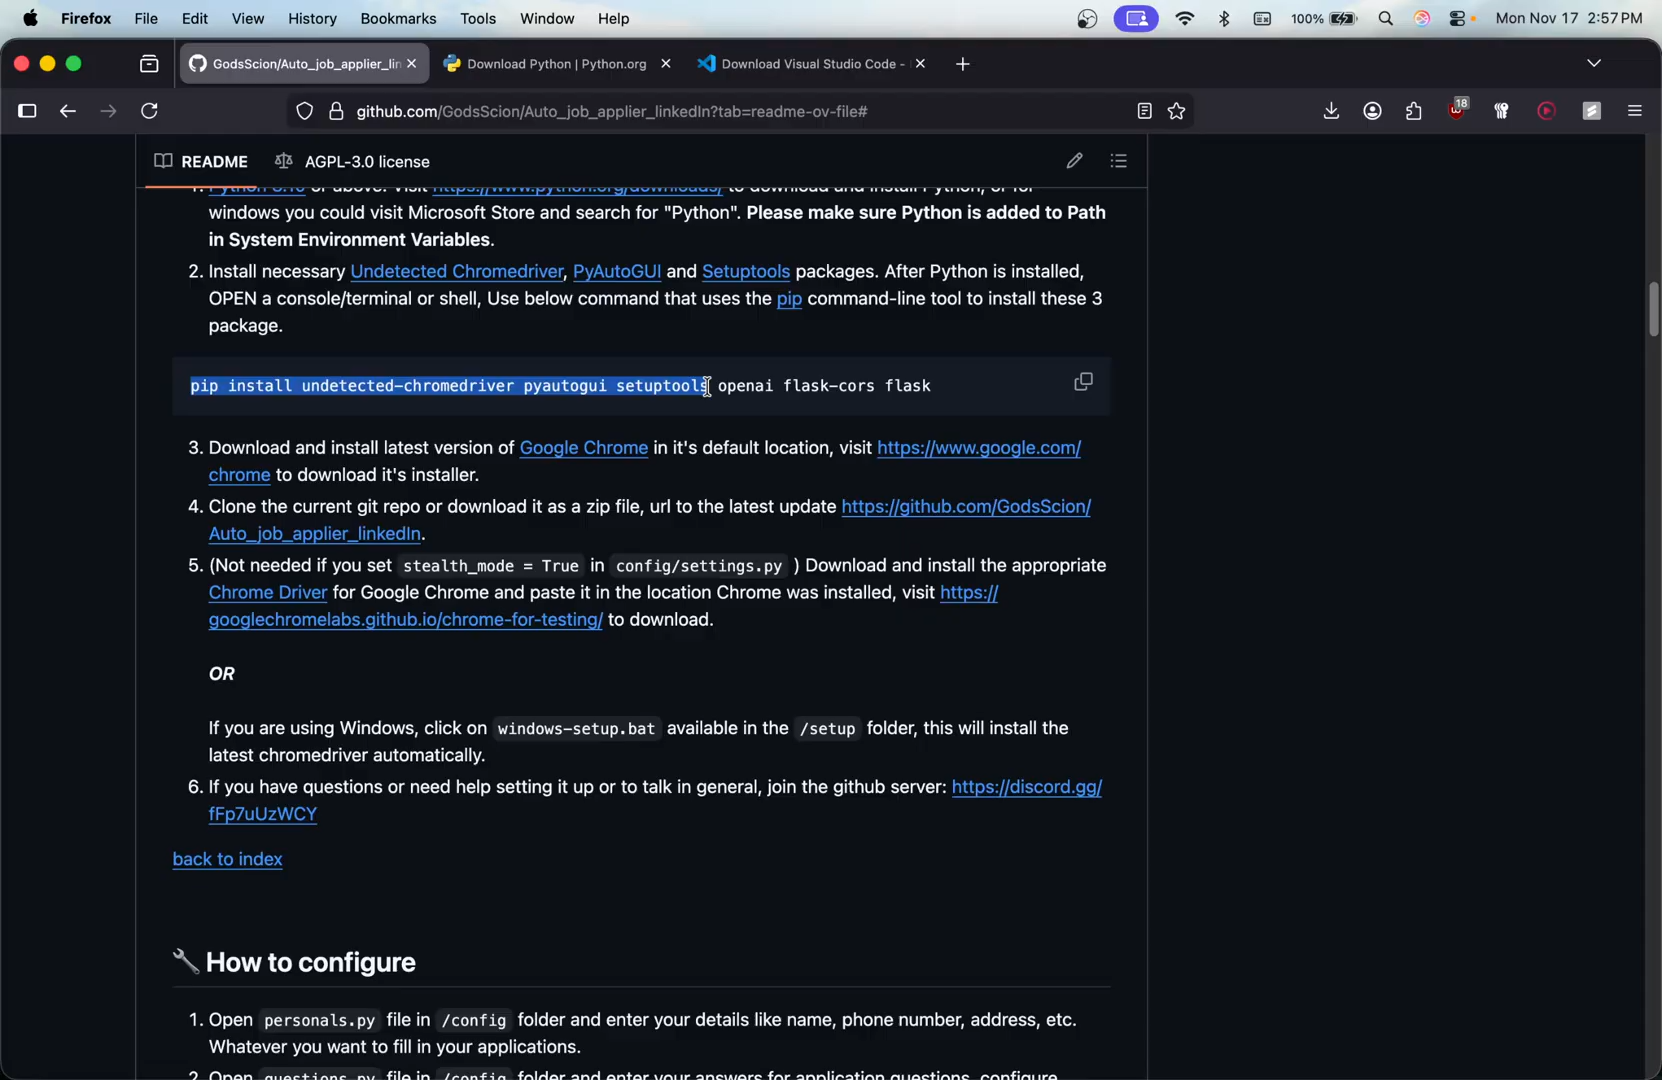 Firefox File Edit View History Bookmarks Tools Window Help 100% Mon Nov 17 2:57 PM
GodsScion/Auto_job_applier_lin Download Python | Python.org Download Visual Studio Code -
github.com/GodsScion/Auto_job_applier_linkedIn?tab=readme-ov-file# 18
README AGPL-3.0 license
1. Python 3.10 or above. Visit https://www.python.org/downloads/ to download and install Python, or for
windows you could visit Microsoft Store and search for "Python". Please make sure Python is added to Path
in System Environment Variables.
2. Install necessary Undetected Chromedriver, PyAutoGUI and Setuptools packages. After Python is installed,
OPEN a console/terminal or shell, Use below command that uses the pip command-line tool to install these 3
package.
pip install undetected-chromedriver pyautogui setuptools openai flask-cors flask
3. Download and install latest version of Google Chrome in it's default location, visit https://www.google.com/
chrome to download it's installer.
4. Clone the current git repo or download it as a zip file, url to the latest update https://github.com/GodsScion/
Auto_job_applier_linkedIn.
5. (Not needed if you set stealth_mode = True in config/settings.py ) Download and install the appropriate
Chrome Driver for Google Chrome and paste it in the location Chrome was installed, visit https://
googlechromelabs.github.io/chrome-for-testing/ to download.
OR
If you are using Windows, click on windows-setup.bat available in the /setup folder, this will install the
latest chromedriver automatically.
6. If you have questions or need help setting it up or to talk in general, join the github server: https://discord.gg/
fFp7uUzWCY
back to index
How to configure
1. Open personals.py file in /config folder and enter your details like name, phone number, address, etc.
Whatever you want to fill in your applications.
2. Open questions.py file in /config folder and enter your answers for application questions, configure